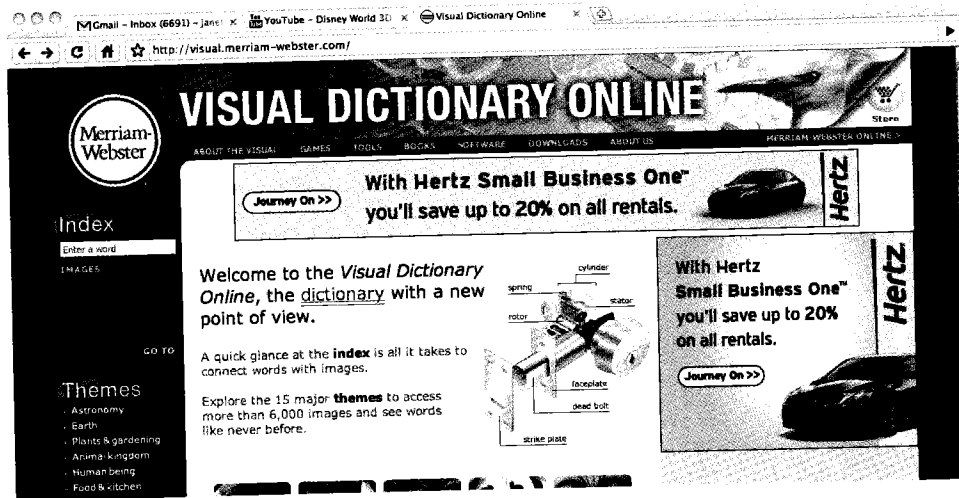 Gmail - Inbox (6691) - jane
YouTube - Disney World 3D
Visual Dictionary Online
http://visual.merriam-webster.com/
VISUAL DICTIONARY ONLINE
Store
Merriam-
Webster
ABOUT THE VISUAL GAMES TOOLS BOOKS SOFTWARE DOWNLOADS ABOUT US MERRIAM-WEBSTER ONLINE >
Journey On >>
With Hertz Small Business One™
you'll save up to 20% on all rentals.
Hertz
Index
Enter a word
IMAGES
GO TO
Themes
Astronomy
Earth
Plants & gardening
Animal kingdom
Human being
Food & kitchen
Welcome to the Visual Dictionary
Online, the dictionary with a new
point of view.
A quick glance at the index is all it takes to
connect words with images.
Explore the 15 major themes to access
more than 6,000 images and see words
like never before.
cylinder
spring
stator
rotor
faceplate
dead bolt
strike plate
With Hertz
Small Business One™
you'll save up to 20%
on all rentals.
Journey On >>
Hertz